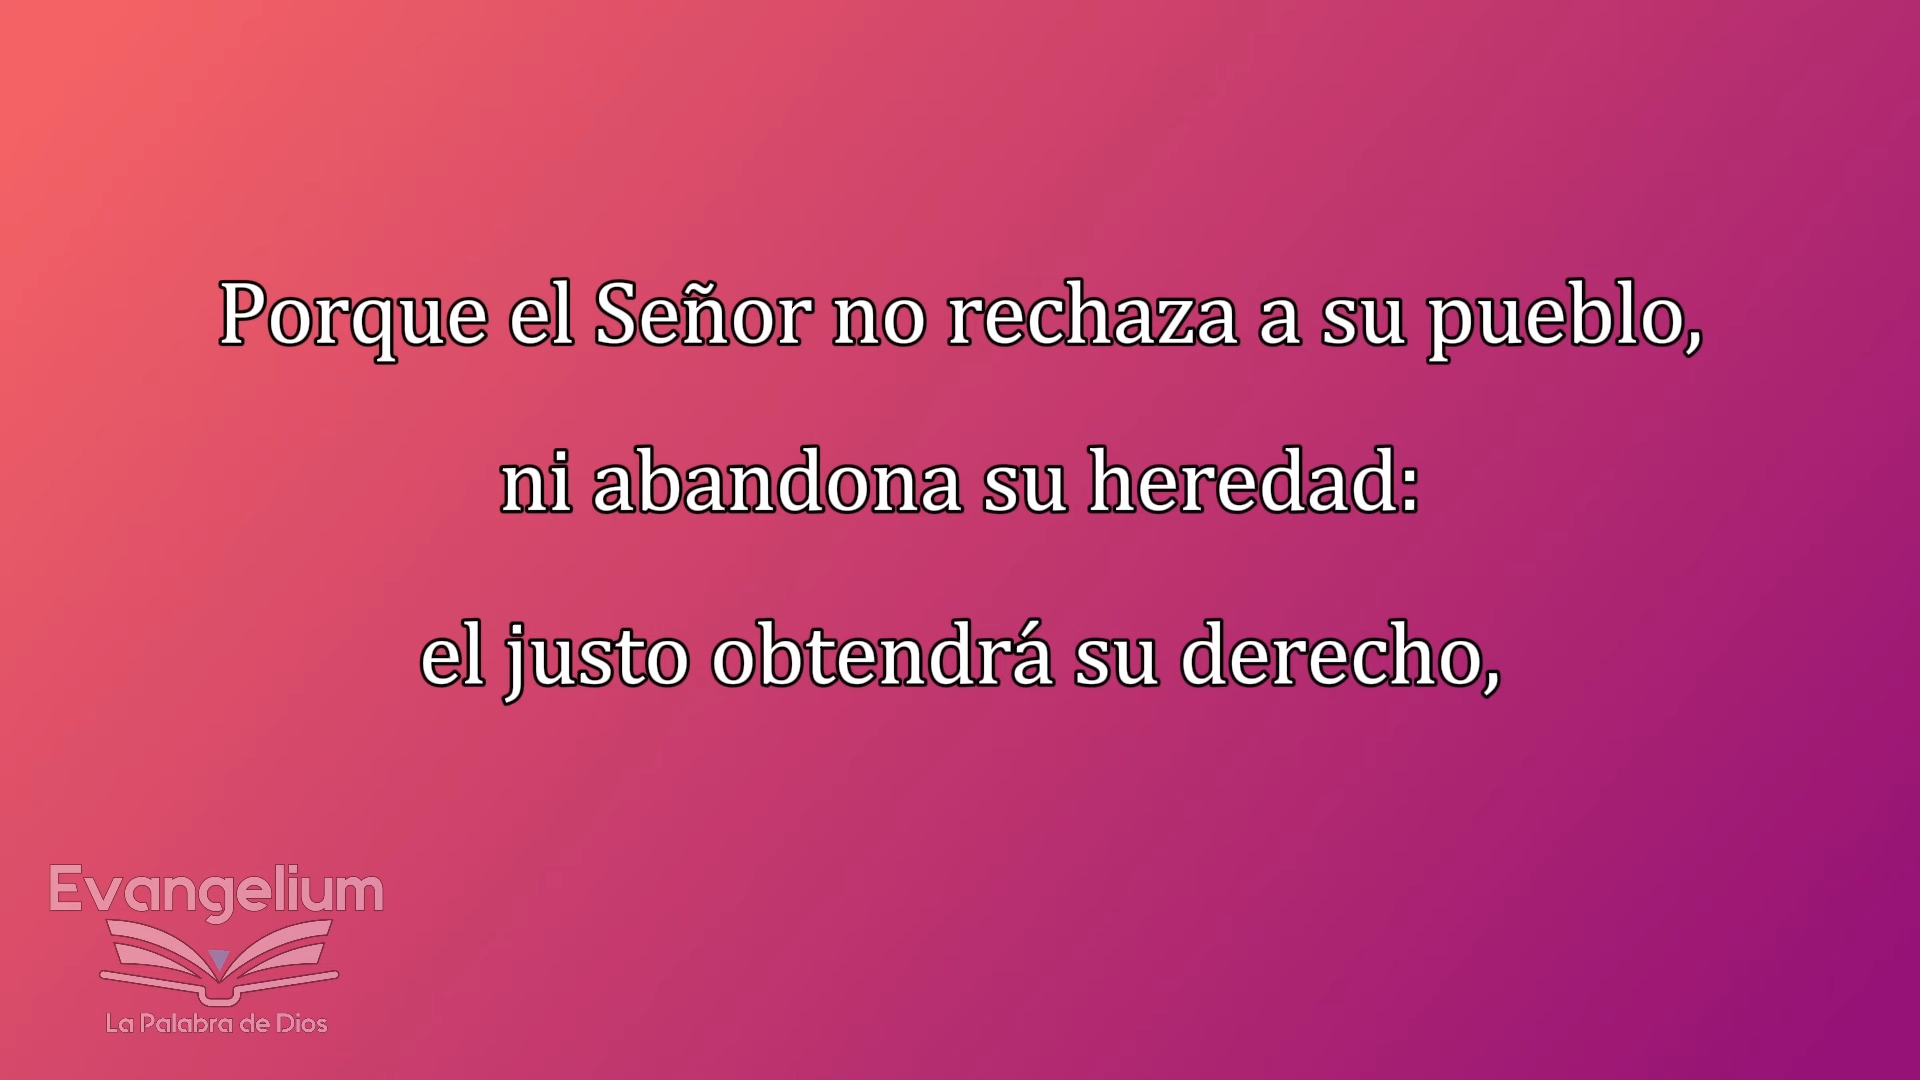 Porque el Señor no rechaza a su pueblo,
ni abandona su heredad:
el justo obtendrá su derecho,
Evangelium
La Palabra de Dios